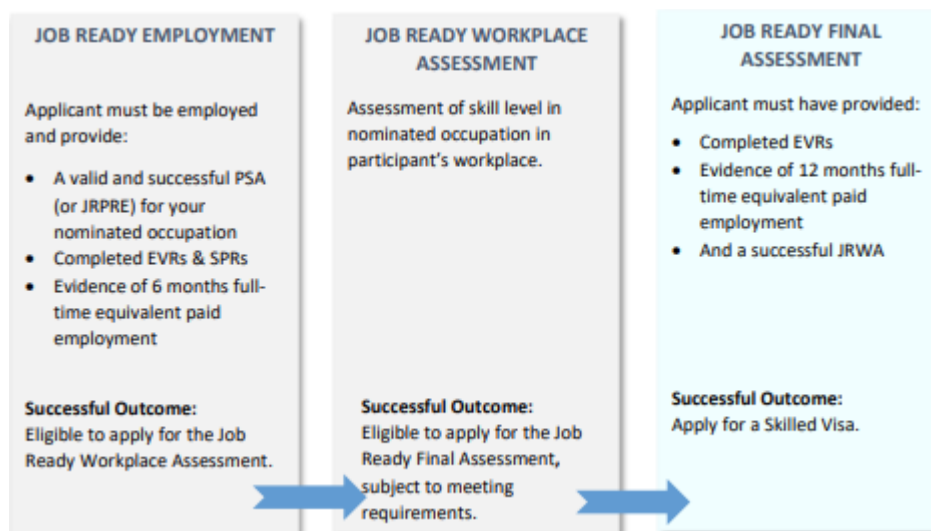 JOB READY EMPLOYMENT
Applicant must be employed
and provide:
• A valid and successful PSA
(or JRPRE) for your
nominated occupation
• Completed EVRs & SPRs
• Evidence of 6 months full-
time equivalent paid
employment
Successful Outcome:
Eligible to apply for the Job
Ready Workplace Assessment.
JOB READY WORKPLACE
ASSESSMENT
Assessment of skill level in
nominated occupation in
participant's workplace.
Successful Outcome:
Eligible to apply for the Job
Ready Final Assessment,
subject to meeting
requirements.
JOB READY FINAL
ASSESSMENT
Applicant must have provided:
• Completed EVRs
• Evidence of 12 months full-
time equivalent paid
employment
• And a successful JRWA
Successful Outcome:
Apply for a Skilled Visa.